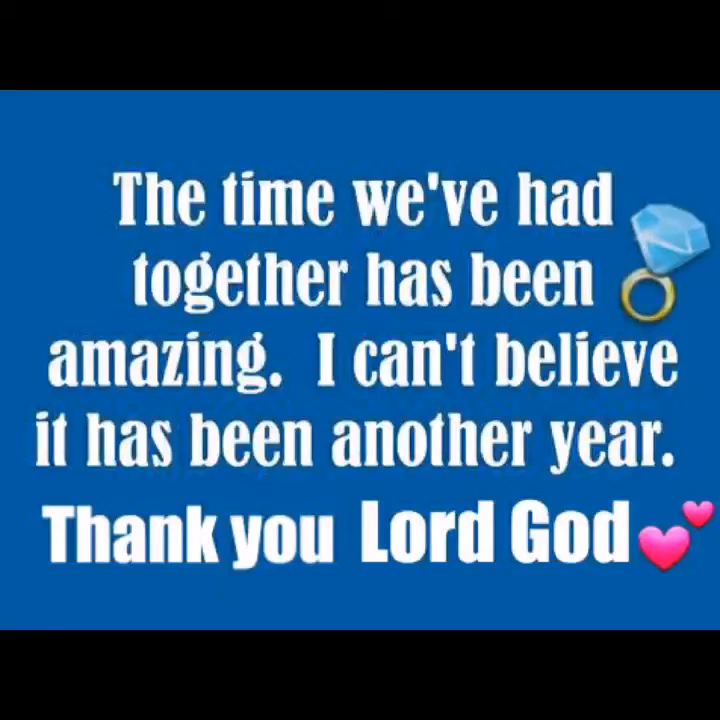 The time we've had
together has been
amazing. I can't believe
it has been another year.
Thank you Lord God